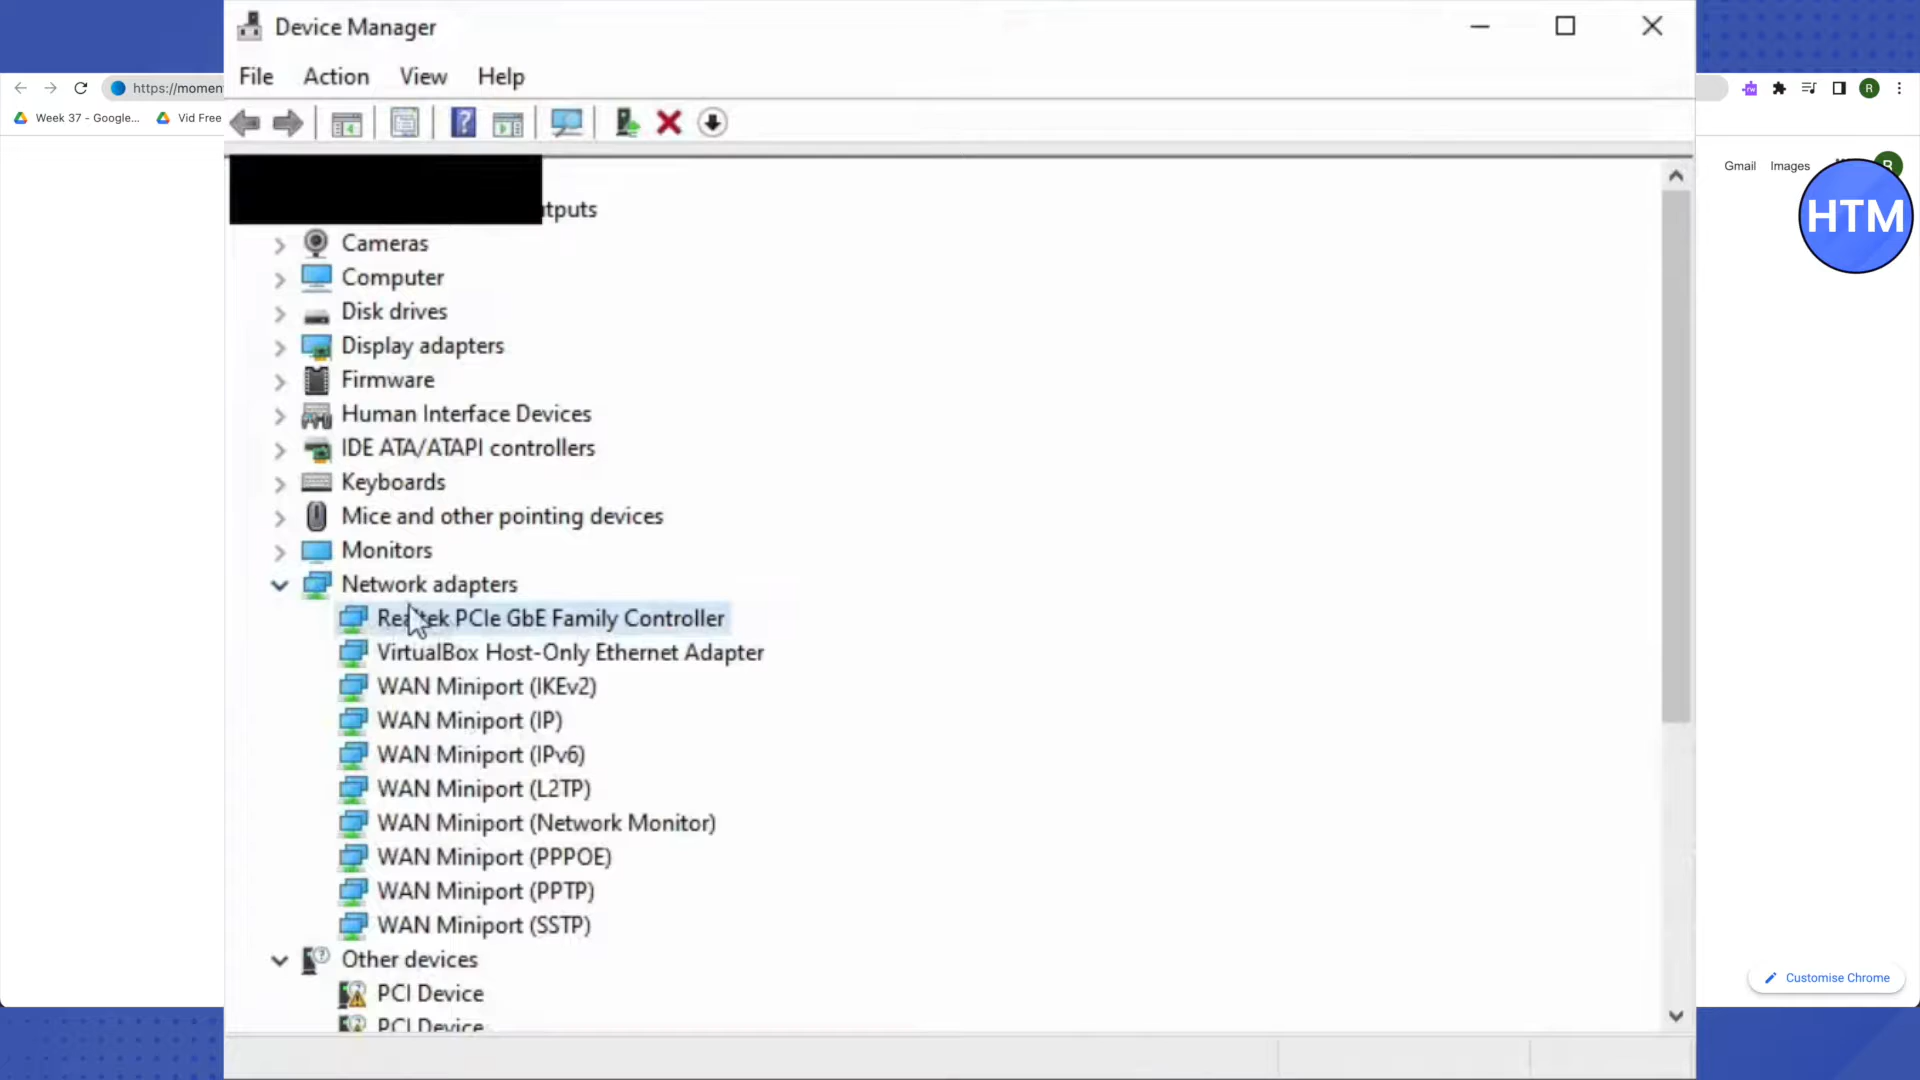 Device Manager
File Action View Help
https://momen
Week 37 - Google... Vid Free
R
Gmail Images
HTM
tputs
Cameras
Computer
Disk drives
Display adapters
Firmware
Human Interface Devices
IDE ATA/ATAPI controllers
Keyboards
Mice and other pointing devices
Monitors
Network adapters
Realtek PCIe GbE Family Controller
VirtualBox Host-Only Ethernet Adapter
WAN Miniport (IKEv2)
WAN Miniport (IP)
WAN Miniport (IPv6)
WAN Miniport (L2TP)
WAN Miniport (Network Monitor)
WAN Miniport (PPPOE)
WAN Miniport (PPTP)
WAN Miniport (SSTP)
Other devices
PCI Device
PCI Device
Customise Chrome